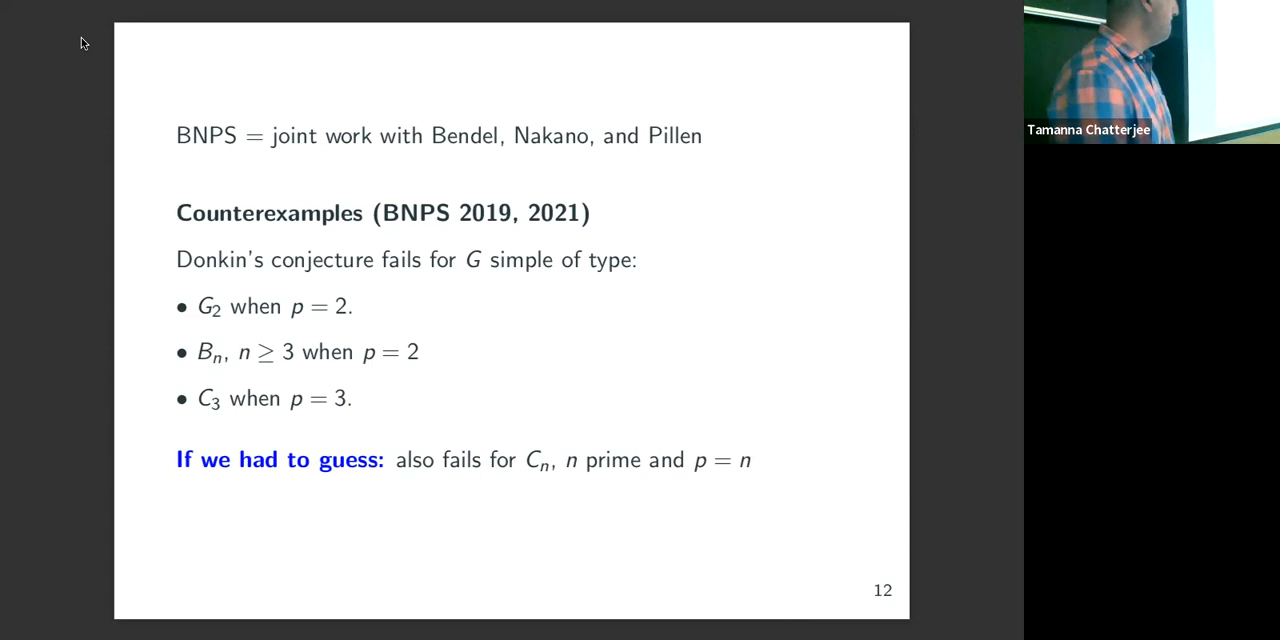 BNPS = joint work with Bendel, Nakano, and Pillen
Counterexamples (BNPS 2019, 2021)
Donkin's conjecture fails for G simple of type:
• G₂ when p = 2.
• Bₙ, n ≥ 3 when p = 2
• C₃ when p = 3.
If we had to guess: also fails for Cₙ, n prime and p = n
12
Tamanna Chatterjee